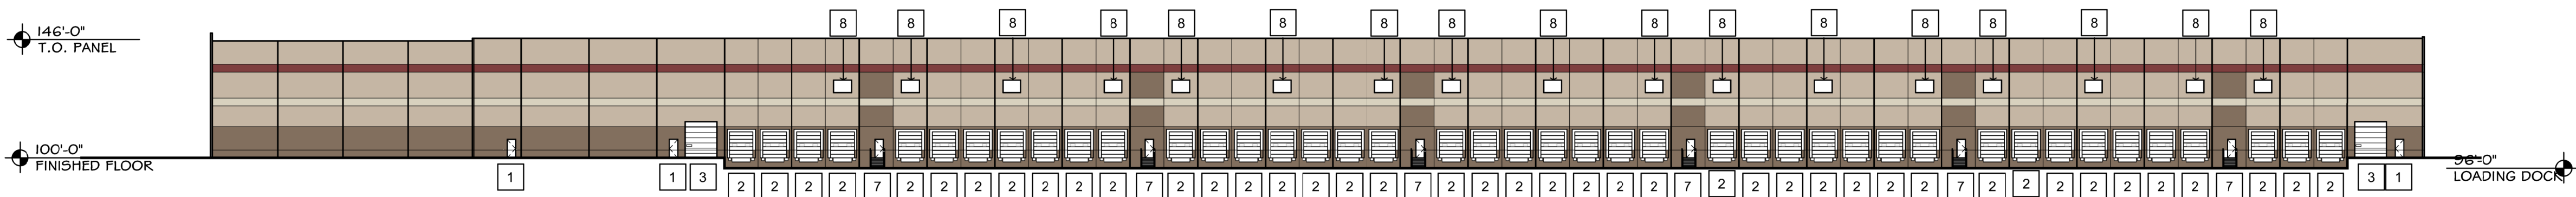 8 8 8 8 8 8 8 8 8 8 8 8 8 8 8 8 8
146'-0"
T.O. PANEL
100'-0"
FINISHED FLOOR
96'-0"
LOADING DOCK
1 1 3 2 2 2 2 7 2 2 2 2 2 2 2 7 2 2 2 2 2 2 2 7 2 2 2 2 2 2 2 7 2 2 2 2 2 2 2 7 2 2 2 2 2 2 2 7 2 2 2 3 1